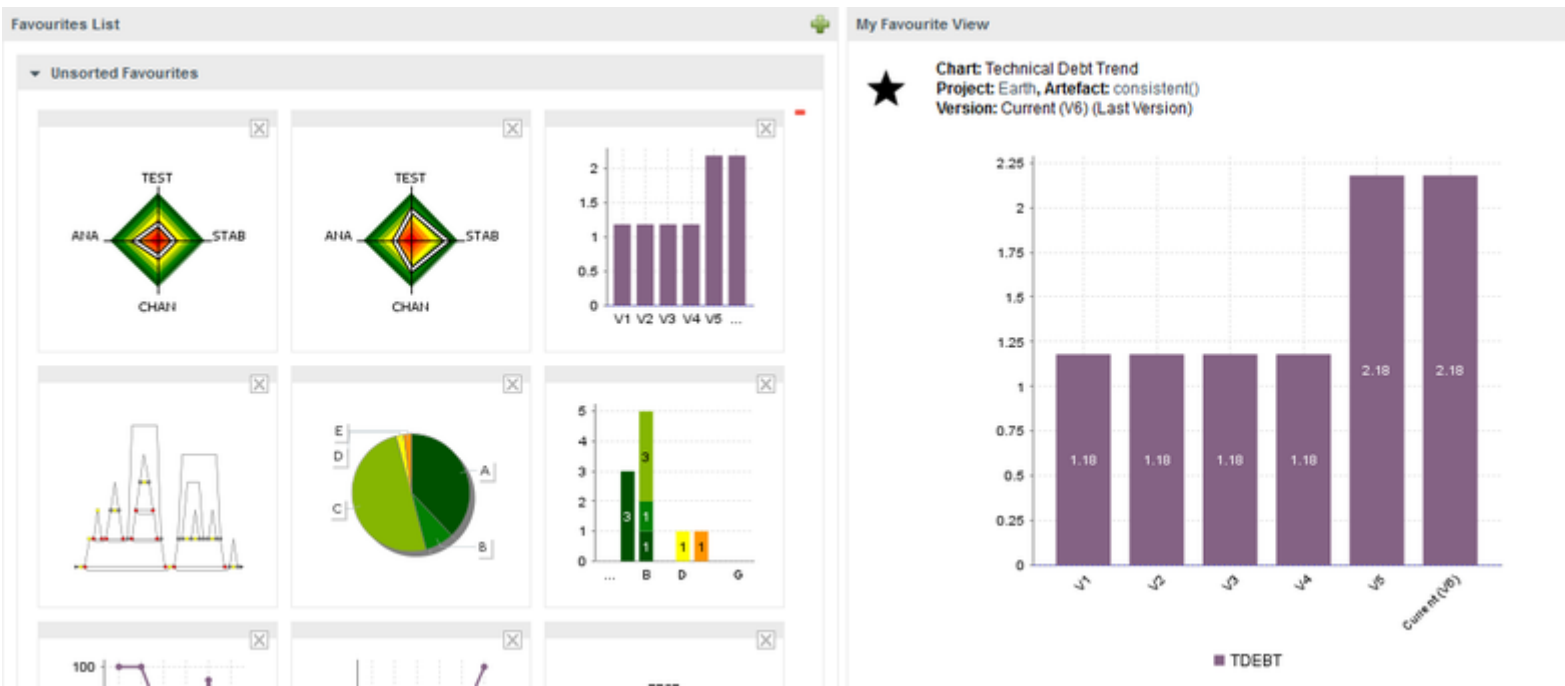 Favourites List
Unsorted Favourites
TEST
ANA
STAB
CHAN
TEST
ANA
STAB
CHAN
2
1.5
1
0.5
0
V1 V2 V3 V4 V5 ...
E
D
C
A
B
5
4
3
2
1
0
3
3
1
1
1
1
... B D G
100
My Favourite View
Chart: Technical Debt Trend
Project: Earth, Artefact: consistent()
Version: Current (V6) (Last Version)
2.25
2
1.75
1.5
1.25
1
0.75
0.5
0.25
0
1.18
1.18
1.18
1.18
2.18
2.18
V1
V2
V3
V4
V5
Current (V6)
TDEBT